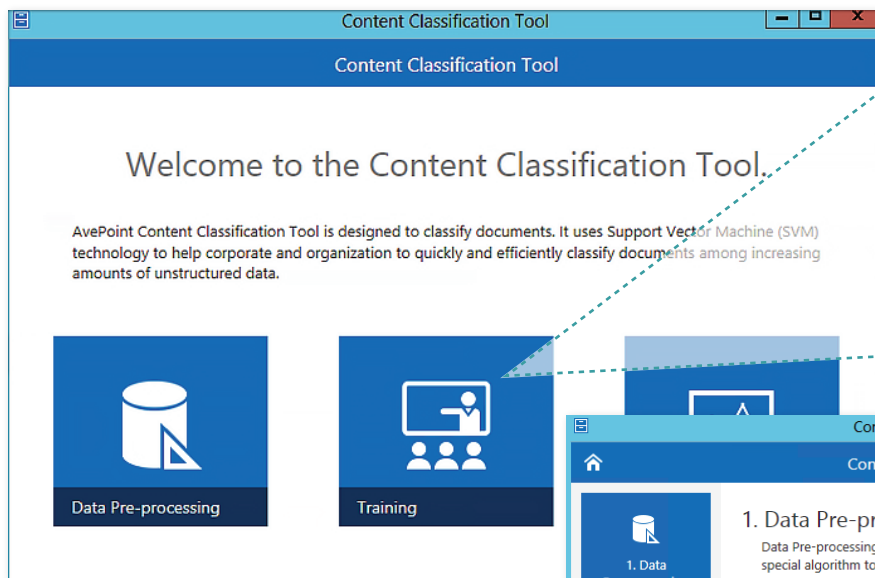 Content Classification Tool
Content Classification Tool
Welcome to the Content Classification Tool.
AvePoint Content Classification Tool is designed to classify documents. It uses Support Vector Machine (SVM)
technology to help corporate and organization to quickly and efficiently classify documents among increasing
amounts of unstructured data.
Data Pre-processing
Training
Con
Con
1. Data Pre-pr
Data Pre-processing
special algorithm to
1. Data